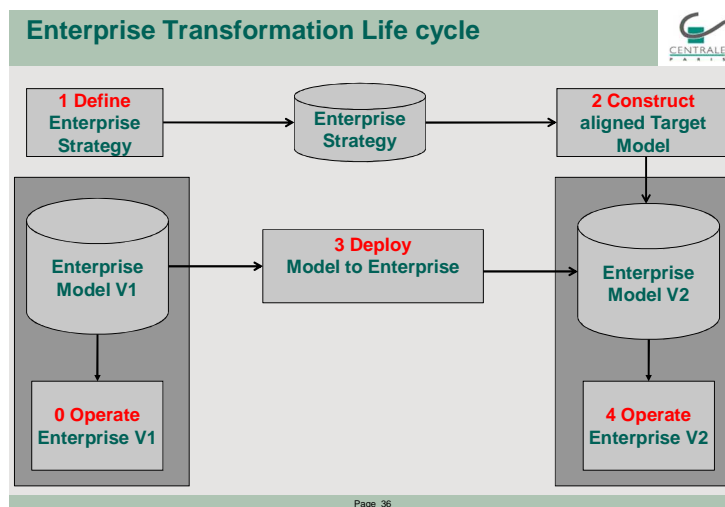 Enterprise Transformation Life cycle
CENTRALE
PARIS
1 Define
Enterprise
Strategy
Enterprise
Strategy
2 Construct
aligned Target
Model
Enterprise
Model V1
3 Deploy
Model to Enterprise
Enterprise
Model V2
0 Operate
Enterprise V1
4 Operate
Enterprise V2
Page 36